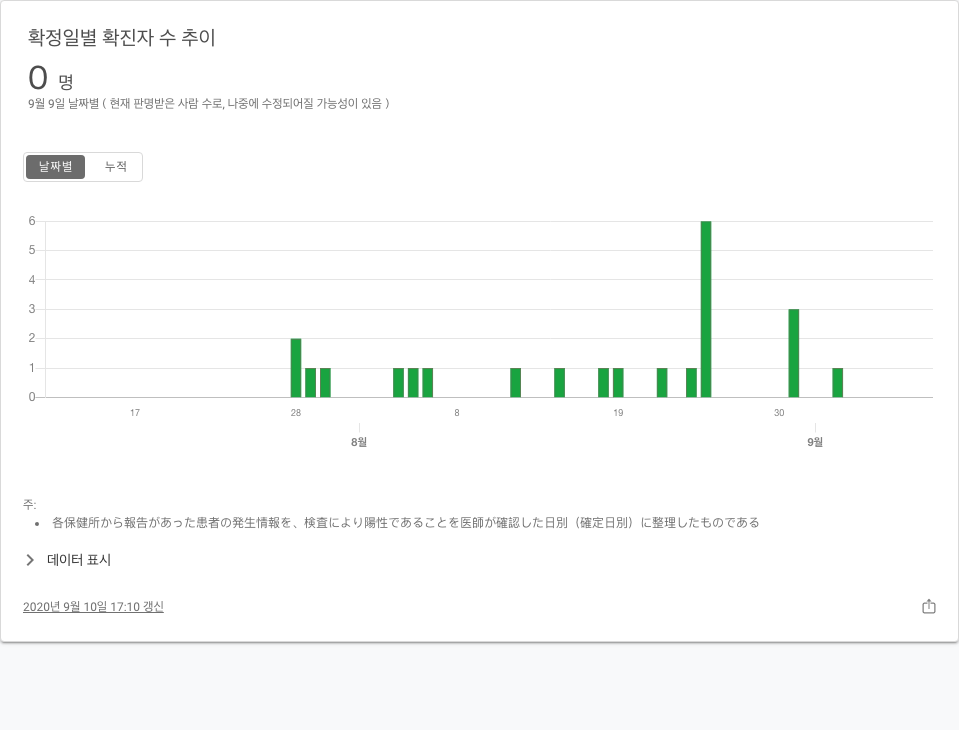 확정일별 확진자 수 추이
0 명
9월 9일 날짜별 ( 현재 판명받은 사람 수로, 나중에 수정되어질 가능성이 있음 )
날짜별 누적
6
5
4
3
2
1
0
17 28 8 19 30
8월 9월
주:
• 各保健所から報告があった患者の発生情報を、検査により陽性であることを医師が確認した日別（確定日別）に整理したものである
데이터 표시
2020년 9월 10일 17:10 갱신